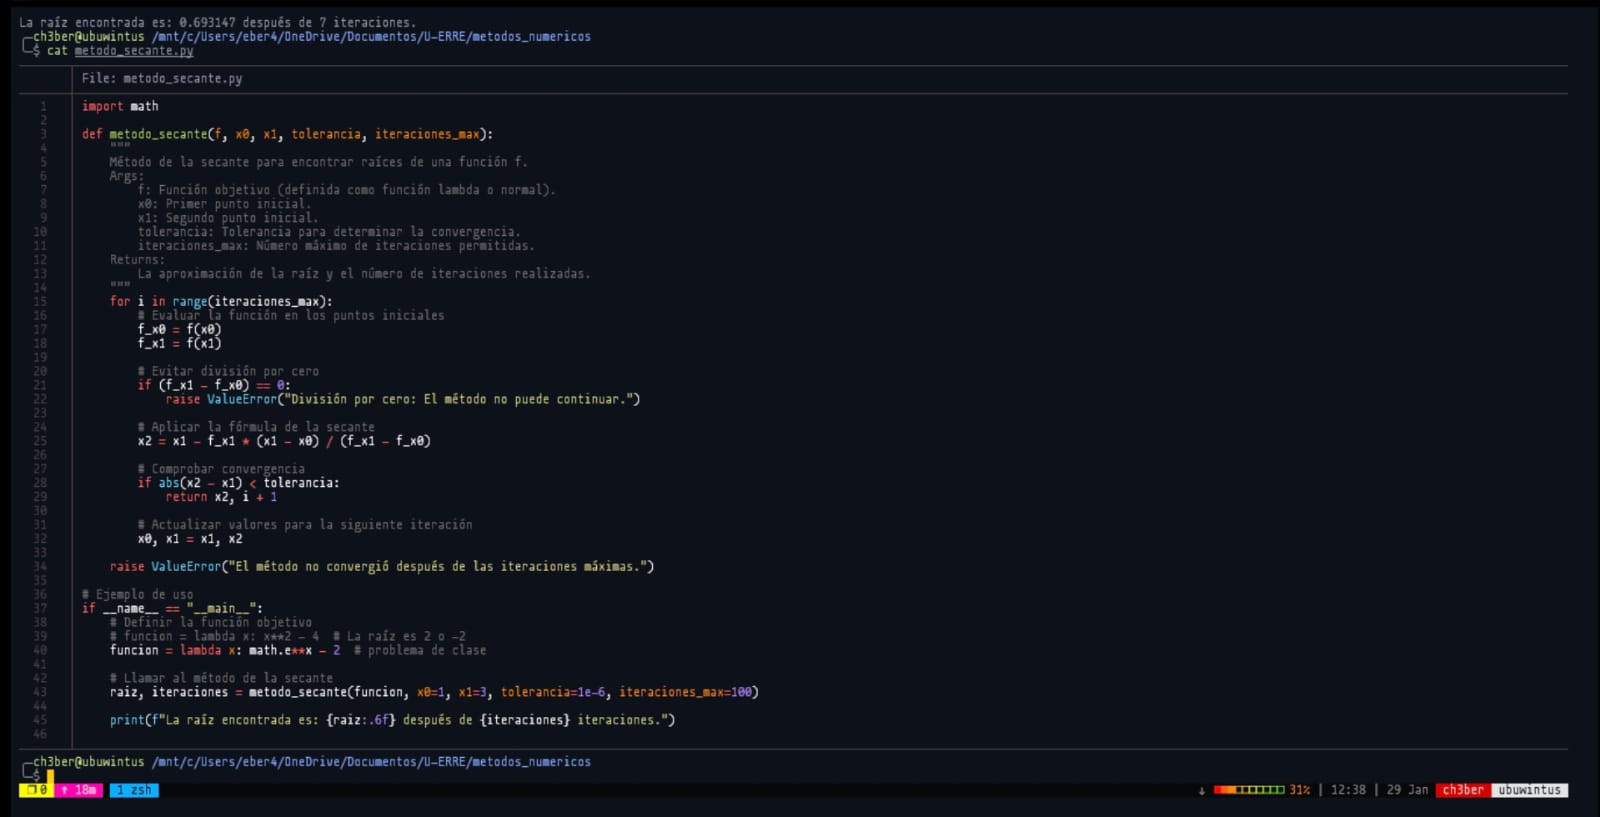 La raíz encontrada es: 0.693147 después de 7 iteraciones.
ch3ber@ubuwintus /mnt/c/Users/eber4/OneDrive/Documentos/U-ERRE/metodos_numericos
$ cat metodo_secante.py
File: metodo_secante.py
1 import math
2
3 def metodo_secante(f, x0, x1, tolerancia, iteraciones_max):
4     """
5     Método de la secante para encontrar raíces de una función f.
6     Args:
7         f: Función objetivo (definida como función lambda o normal).
8         x0: Primer punto inicial.
9         x1: Segundo punto inicial.
10         tolerancia: Tolerancia para determinar la convergencia.
11         iteraciones_max: Número máximo de iteraciones permitidas.
12     Returns:
13         La aproximación de la raíz y el número de iteraciones realizadas.
14     """
15     for i in range(iteraciones_max):
16         # Evaluar la función en los puntos iniciales
17         f_x0 = f(x0)
18         f_x1 = f(x1)
19
20         # Evitar división por cero
21         if (f_x1 - f_x0) == 0:
22             raise ValueError("División por cero: El método no puede continuar.")
23
24         # Aplicar la fórmula de la secante
25         x2 = x1 - f_x1 * (x1 - x0) / (f_x1 - f_x0)
26
27         # Comprobar convergencia
28         if abs(x2 - x1) < tolerancia:
29             return x2, i + 1
30
31         # Actualizar valores para la siguiente iteración
32         x0, x1 = x1, x2
33
34     raise ValueError("El método no convergió después de las iteraciones máximas.")
35
36 # Ejemplo de uso
37 if __name__ == "__main__":
38     # Definir la función objetivo
39     # funcion = lambda x: x**2 - 4  # La raíz es 2 o -2
40     funcion = lambda x: math.e**x - 2  # problema de clase
41
42     # Llamar al método de la secante
43     raiz, iteraciones = metodo_secante(funcion, x0=1, x1=3, tolerancia=1e-6, iteraciones_max=100)
44
45     print(f"La raíz encontrada es: {raiz:.6f} después de {iteraciones} iteraciones.")
46
ch3ber@ubuwintus /mnt/c/Users/eber4/OneDrive/Documentos/U-ERRE/metodos_numericos
$
❐ 0 ↑ 18m 1 zsh ↓ 31% | 12:38 | 29 Jan ch3ber ubuwintus